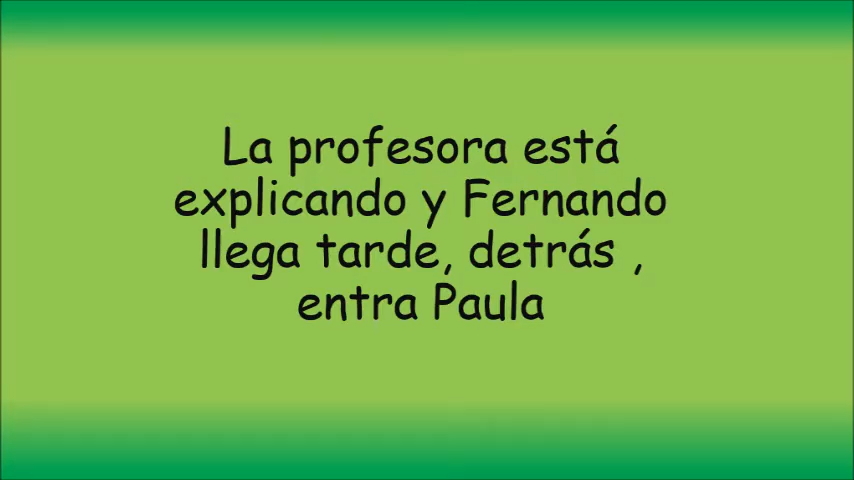 La profesora está
explicando y Fernando
llega tarde, detrás ,
entra Paula